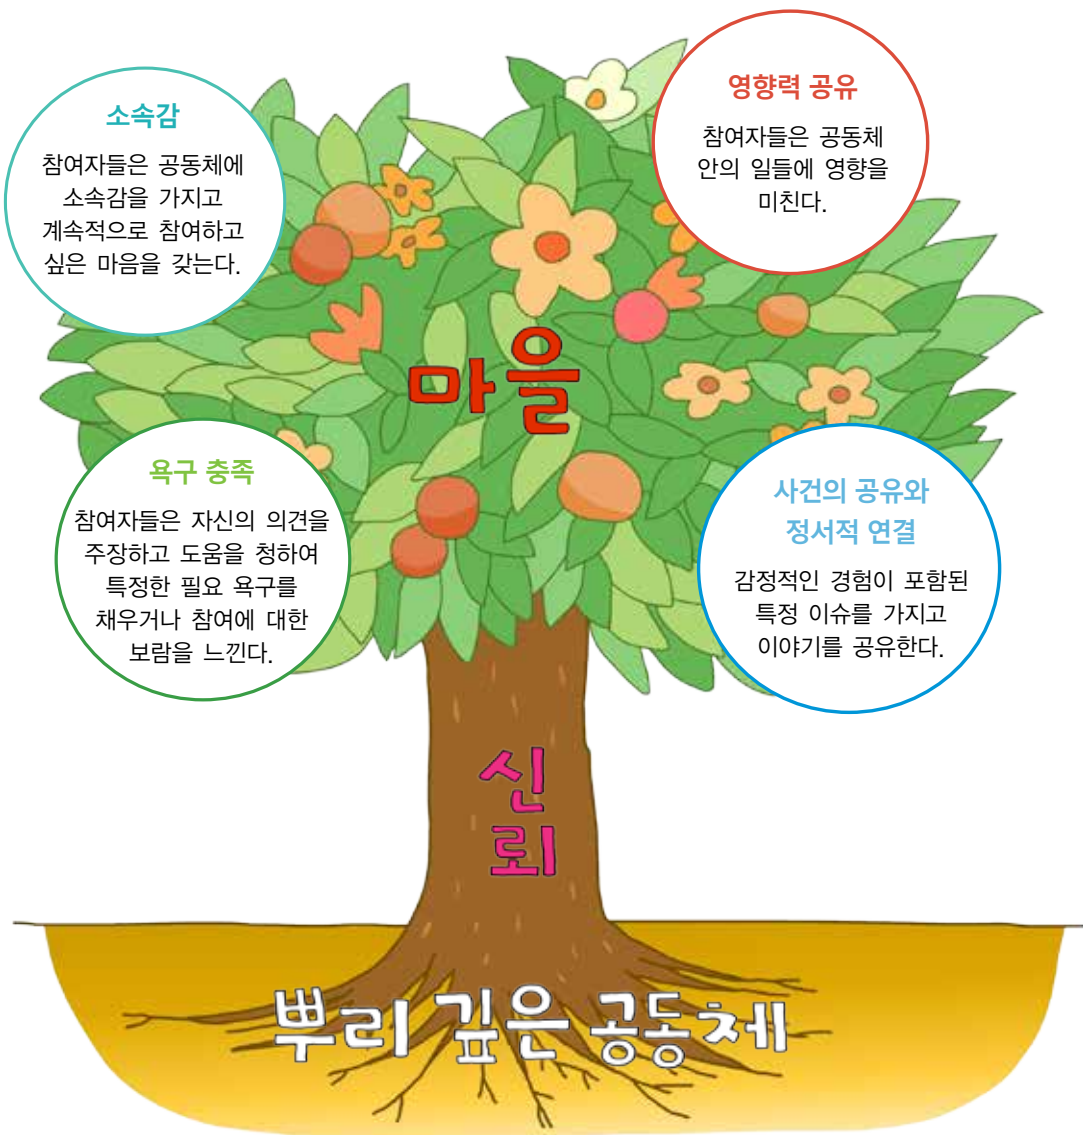 소속감
참여자들은 공동체에
소속감을 가지고
계속적으로 참여하고
싶은 마음을 갖는다.
영향력 공유
참여자들은 공동체
안의 일들에 영향을
미친다.
마을
욕구 충족
참여자들은 자신의 의견을
주장하고 도움을 청하여
특정한 필요 욕구를
채우거나 참여에 대한
보람을 느낀다.
사건의 공유와
정서적 연결
감정적인 경험이 포함된
특정 이슈를 가지고
이야기를 공유한다.
신
뢰
뿌리 깊은 공동체